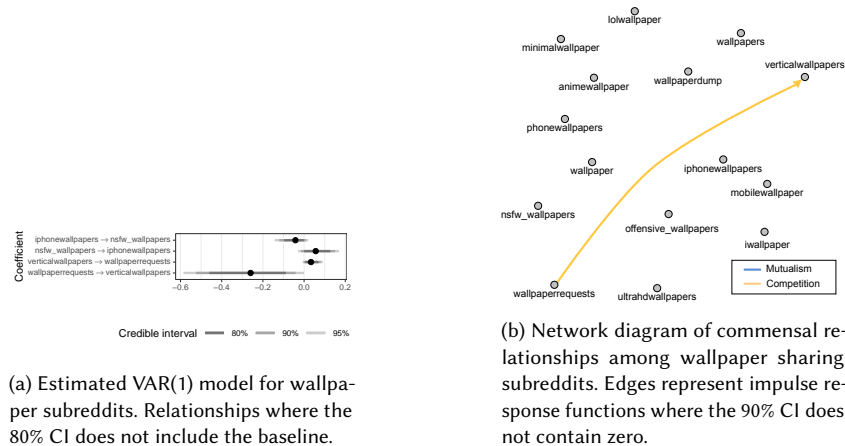 Coefficient
iphonewallpapers → nsfw_wallpapers
nsfw_wallpapers → iphonewallpapers
verticalwallpapers → wallpaperrequests
wallpaperrequests → verticalwallpapers
−0.6 −0.4 −0.2 0.0 0.2
Credible interval 80% 90% 95%
(a) Estimated VAR(1) model for wallpa-
per subreddits. Relationships where the
80% CI does not include the baseline.
lolwallpaper
minimalwallpaper
wallpapers
verticalwallpapers
animewallpaper
wallpaperdump
phonewallpapers
wallpaper
iphonewallpapers
mobilewallpaper
nsfw_wallpapers
offensive_wallpapers
iwallpaper
wallpaperrequests
ultrahdwallpapers
Mutualism
Competition
(b) Network diagram of commensal re-
lationships among wallpaper sharing
subreddits. Edges represent impulse re-
sponse functions where the 90% CI does
not contain zero.